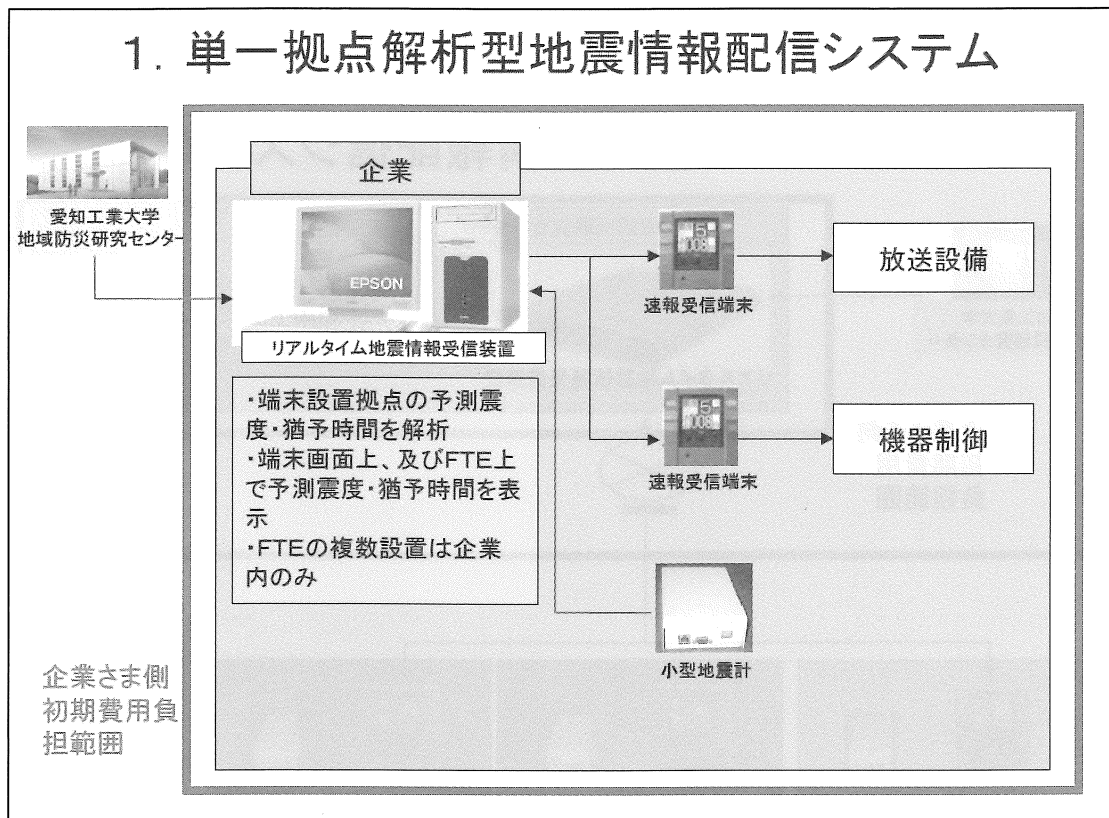 1. 単一拠点解析型地震情報配信システム
愛知工業大学
地域防災研究センター
企業
EPSON
リアルタイム地震情報受信装置
速報受信端末
放送設備
・端末設置拠点の予測震
度・猶予時間を解析
・端末画面上、及びFTE上
で予測震度・猶予時間を表
示
・FTEの複数設置は企業
内のみ
速報受信端末
機器制御
小型地震計
企業さま側
初期費用負
担範囲